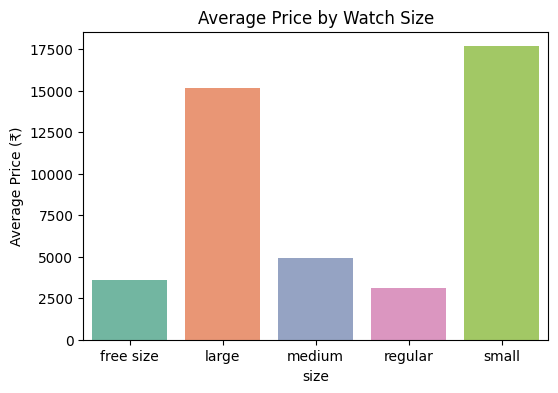 Average Price by Watch Size
Average Price (₹)
17500
15000
12500
10000
7500
5000
2500
0
free size large medium regular small
size